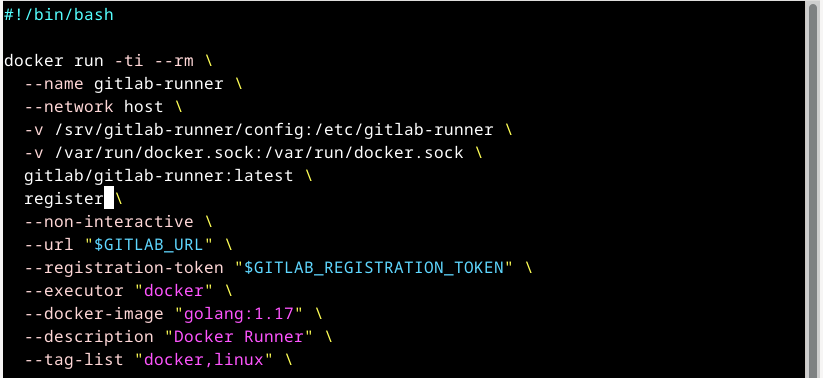 #!/bin/bash
docker run -ti --rm \
--name gitlab-runner \
--network host \
-v /srv/gitlab-runner/config:/etc/gitlab-runner \
-v /var/run/docker.sock:/var/run/docker.sock \
gitlab/gitlab-runner:latest \
register \
--non-interactive \
--url "$GITLAB_URL" \
--registration-token "$GITLAB_REGISTRATION_TOKEN" \
--executor "docker" \
--docker-image "golang:1.17" \
--description "Docker Runner" \
--tag-list "docker,linux" \